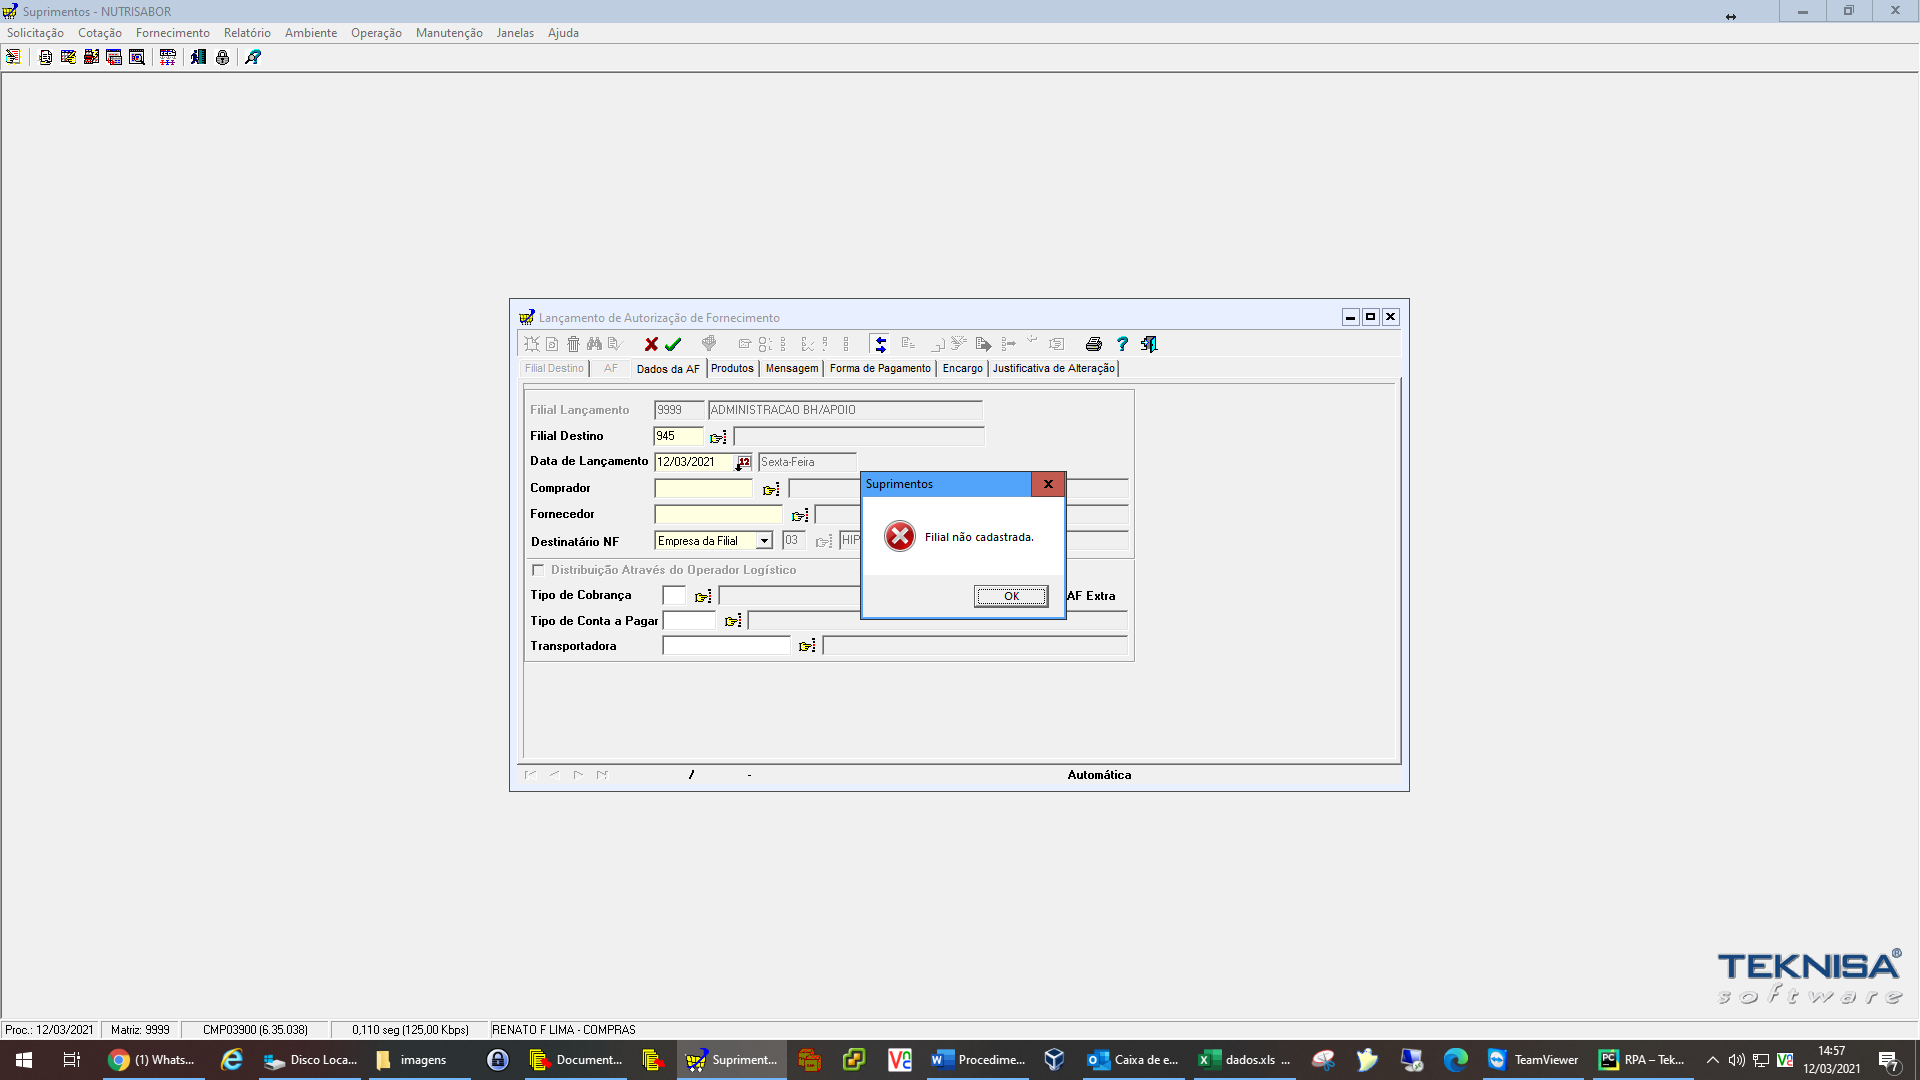 Suprimentos - NUTRISABOR
Solicitação Cotação Fornecimento Relatório Ambiente Operação Manutenção Janelas Ajuda
Lançamento de Autorização de Fornecimento
Filial Destino AF Dados da AF Produtos Mensagem Forma de Pagamento Encargo Justificativa de Alteração
Filial Lançamento 9999 ADMINISTRACAO BH/APOIO
Filial Destino 945
Data de Lançamento 12/03/2021 12 Sexta-Feira
Comprador
Fornecedor
Destinatário NF Empresa da Filial 03 HIP
Suprimentos
Filial não cadastrada.
OK
Distribuição Através do Operador Logístico
Tipo de Cobrança AF Extra
Tipo de Conta a Pagar
Transportadora
/ - Automática
TEKNISA®
software
Proc.: 12/03/2021 Matriz: 9999 CMP03900 (6.35.038) 0,110 seg (125,00 Kbps) RENATO F LIMA - COMPRAS
(1) Whats... Disco Loca... imagens Document... Supriment... Procedime... Caixa de e... dados.xls ... TeamViewer RPA – Tek... 14:57
12/03/2021 7